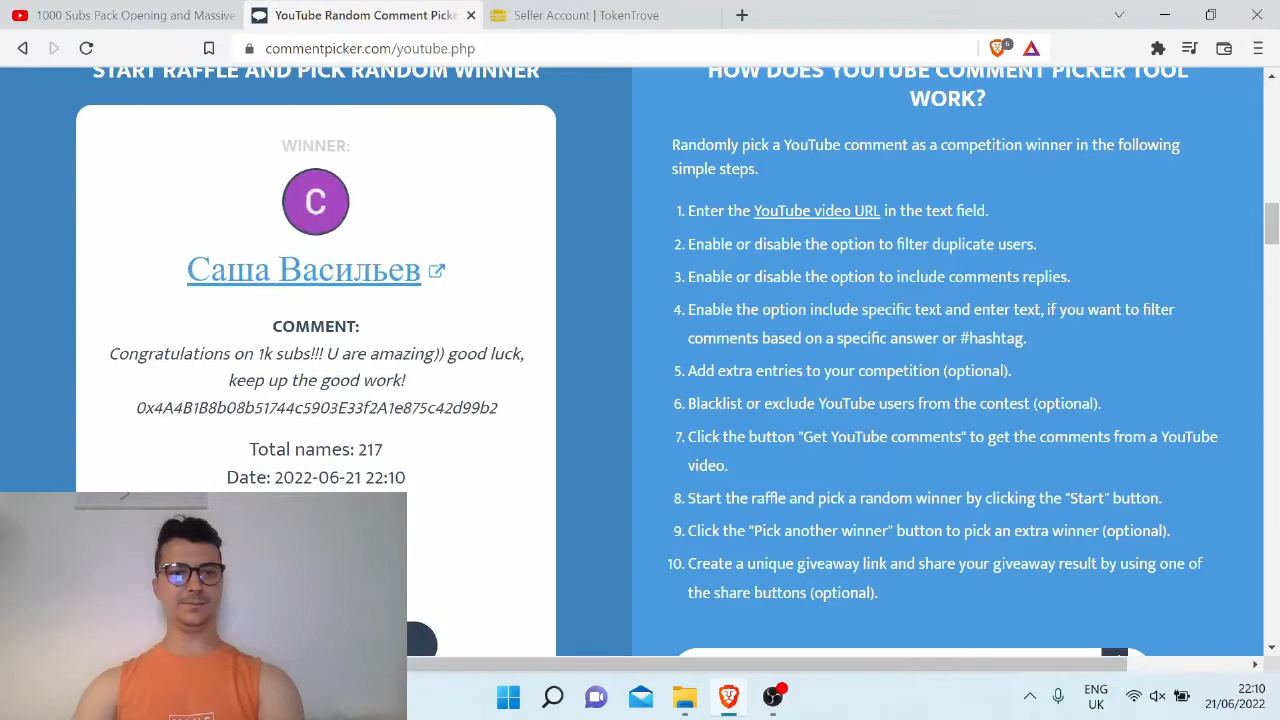 1000 Subs Pack Opening and Massive
YouTube Random Comment Picke
Seller Account | TokenTrove
commentpicker.com/youtube.php
6
START RAFFLE AND PICK RANDOM WINNER
WINNER:
C
Саша Васильев
COMMENT:
Congratulations on 1k subs!!! U are amazing)) good luck,
keep up the good work!
0x4A4B1B8b08b51744c5903E33f2A1e875c42d99b2
Total names: 217
Date: 2022-06-21 22:10
HOW DOES YOUTUBE COMMENT PICKER TOOL
WORK?
Randomly pick a YouTube comment as a competition winner in the following
simple steps.
1. Enter the YouTube video URL in the text field.
2. Enable or disable the option to filter duplicate users.
3. Enable or disable the option to include comments replies.
4. Enable the option include specific text and enter text, if you want to filter
comments based on a specific answer or #hashtag.
5. Add extra entries to your competition (optional).
6. Blacklist or exclude YouTube users from the contest (optional).
7. Click the button "Get YouTube comments" to get the comments from a YouTube
video.
8. Start the raffle and pick a random winner by clicking the "Start" button.
9. Click the "Pick another winner" button to pick an extra winner (optional).
10. Create a unique giveaway link and share your giveaway result by using one of
the share buttons (optional).
ENG
UK
22:10
21/06/2022